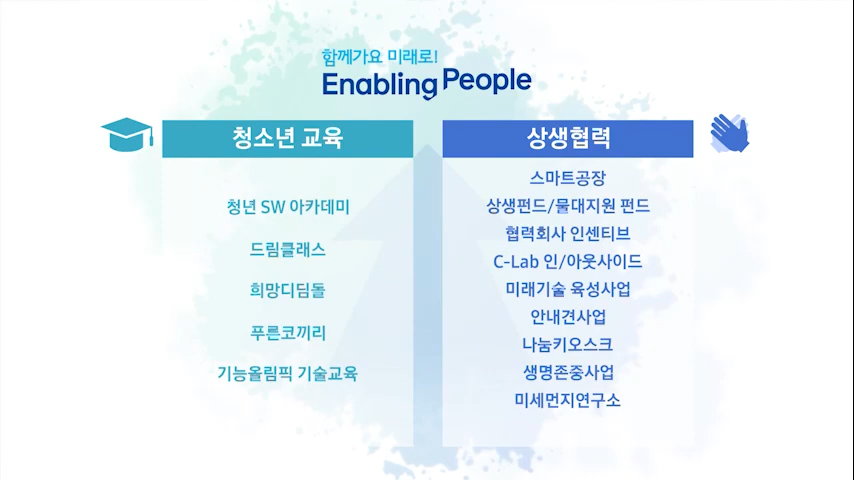 함께가요 미래로!
Enabling People
청소년 교육
청년 SW 아카데미
드림클래스
희망디딤돌
푸른코끼리
기능올림픽 기술교육
상생협력
스마트공장
상생펀드/물대지원 펀드
협력회사 인센티브
C-Lab 인/아웃사이드
미래기술 육성사업
안내견사업
나눔키오스크
생명존중사업
미세먼지연구소